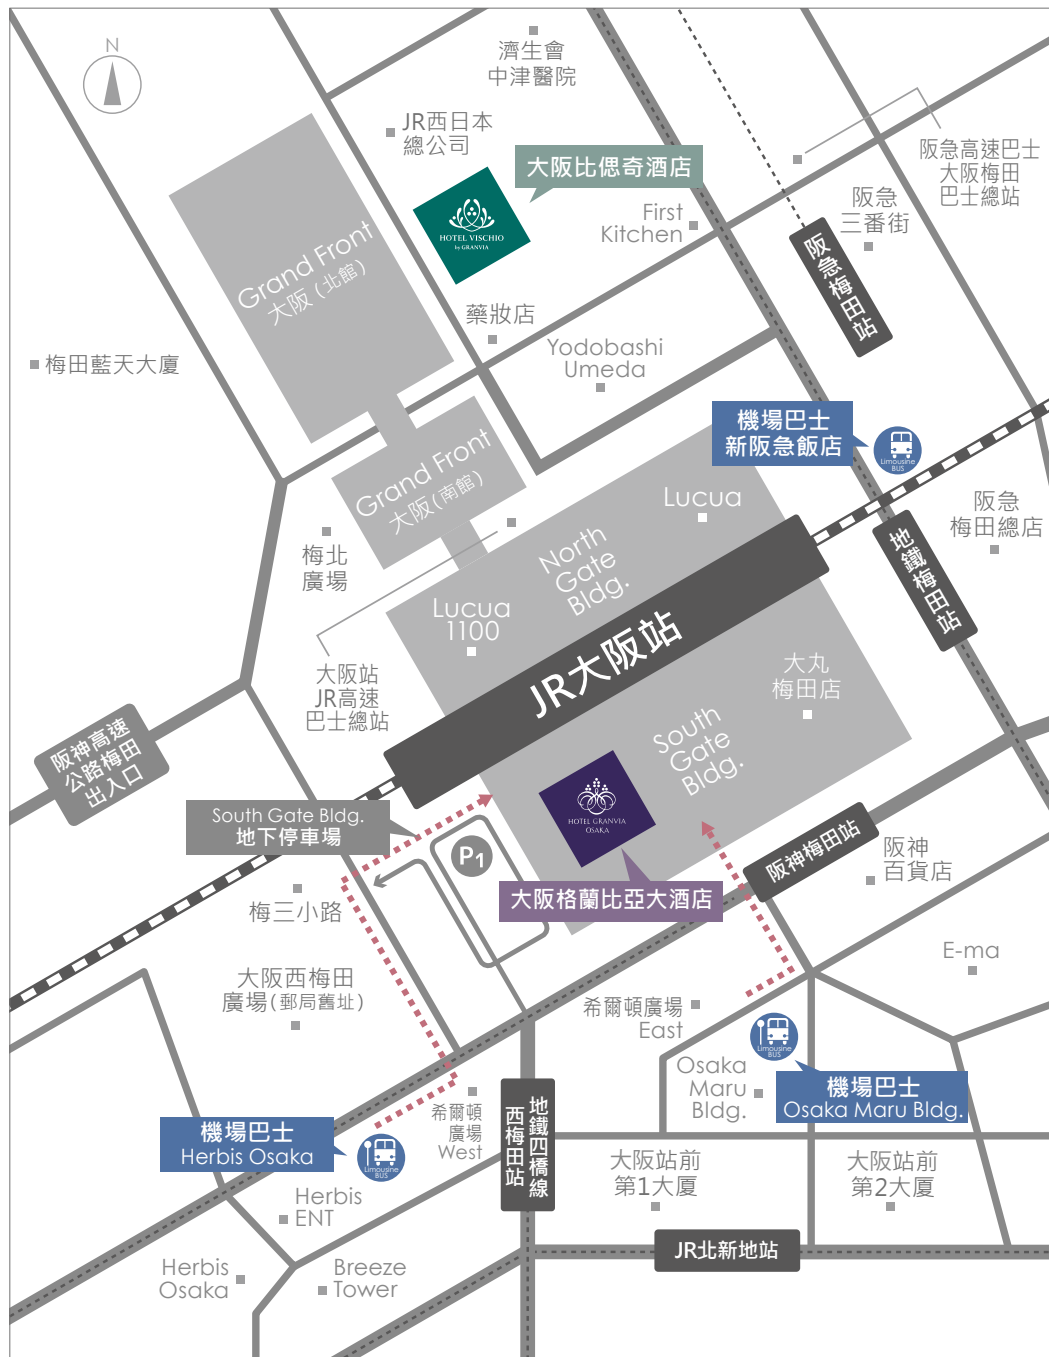 N
濟生會
中津醫院
JR西日本
總公司
大阪比偲奇酒店
HOTEL VISCHIO
by GRANVIA
First
Kitchen
阪急高速巴士
大阪梅田
巴士總站
阪急
三番街
阪急梅田站
Grand Front
大阪(北館)
藥妝店
Yodobashi
Umeda
梅田藍天大廈
機場巴士
新阪急飯店
Limousine
BUS
Grand Front
大阪(南館)
Lucua
阪急
梅田總店
地鐵梅田站
梅北
廣場
North
Gate
Bldg.
Lucua
1100
JR大阪站
大丸
梅田店
大阪站
JR高速
巴士總站
South
Gate
Bldg.
阪神高速
公路梅田
出入口
HOTEL GRANVIA
OSAKA
South Gate Bldg.
地下停車場
P1
阪神梅田站
阪神
百貨店
大阪格蘭比亞大酒店
梅三小路
E-ma
大阪西梅田
廣場(郵局舊址)
希爾頓廣場
East
Limousine
BUS
Osaka
Maru
Bldg.
機場巴士
Osaka Maru Bldg.
希爾頓
廣場
West
地鐵四橋線
西梅田站
機場巴士
Herbis Osaka
Limousine
BUS
大阪站前
第1大厦
大阪站前
第2大厦
Herbis
ENT
JR北新地站
Herbis
Osaka
Breeze
Tower